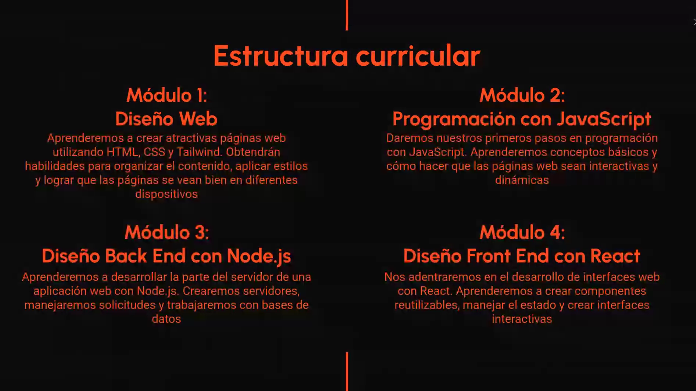 Estructura curricular
Módulo 1:
Diseño Web
Aprenderemos a crear atractivas páginas web
utilizando HTML, CSS y Tailwind. Obtendrán
habilidades para organizar el contenido, aplicar estilos
y lograr que las páginas se vean bien en diferentes
dispositivos
Módulo 2:
Programación con JavaScript
Daremos nuestros primeros pasos en programación
con JavaScript. Aprenderemos conceptos básicos y
cómo hacer que las páginas web sean interactivas y
dinámicas
Módulo 3:
Diseño Back End con Node.js
Aprenderemos a desarrollar la parte del servidor de una
aplicación web con Node.js. Crearemos servidores,
manejaremos solicitudes y trabajaremos con bases de
datos
Módulo 4:
Diseño Front End con React
Nos adentraremos en el desarrollo de interfaces web
con React. Aprenderemos a crear componentes
reutilizables, manejar el estado y crear interfaces
interactivas